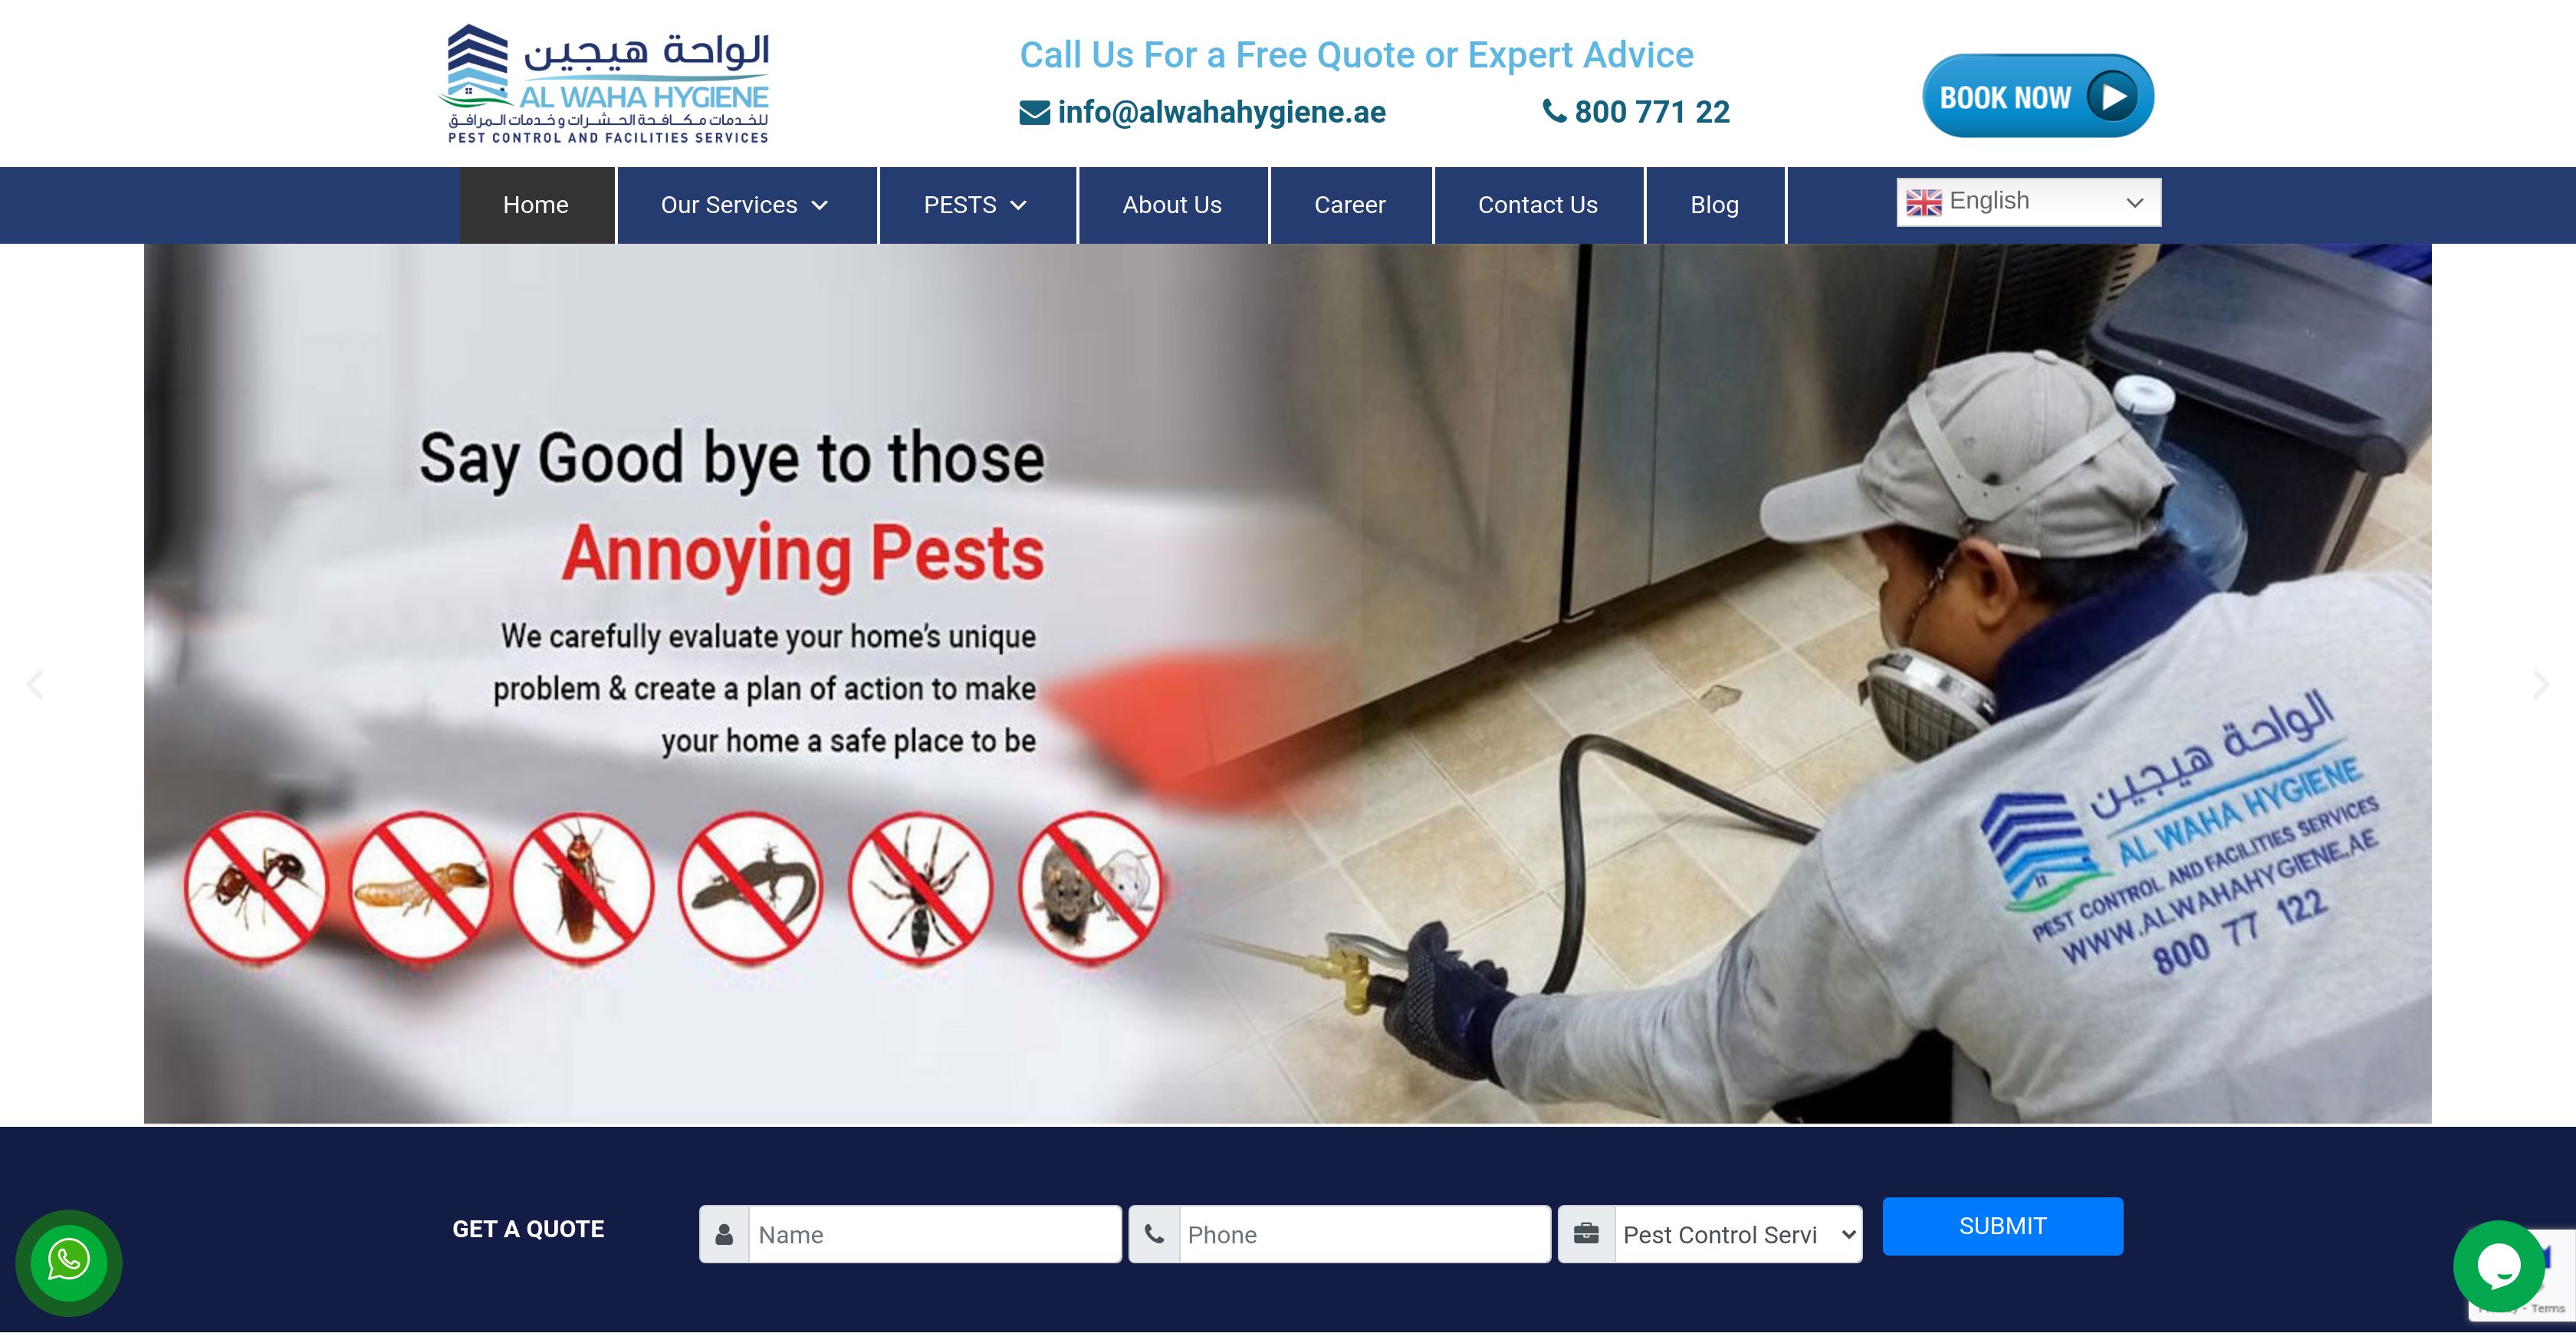 الواحة هيجين
AL WAHA HYGIENE
للخدمات مكافحة الحشرات و خدمات المرافق
PEST CONTROL AND FACILITIES SERVICES
Call Us For a Free Quote or Expert Advice
info@alwahahygiene.ae
800 771 22
BOOK NOW
Home
Our Services
PESTS
About Us
Career
Contact Us
Blog
English
Say Good bye to those
Annoying Pests
We carefully evaluate your home's unique
problem & create a plan of action to make
your home a safe place to be
الواحة هيجين
AL WAHA HYGIENE
PEST CONTROL AND FACILITIES SERVICES
WWW.ALWAHAHYGIENE.AE
800 77 122
GET A QUOTE
Name
Phone
Pest Control Servi
SUBMIT
- Terms